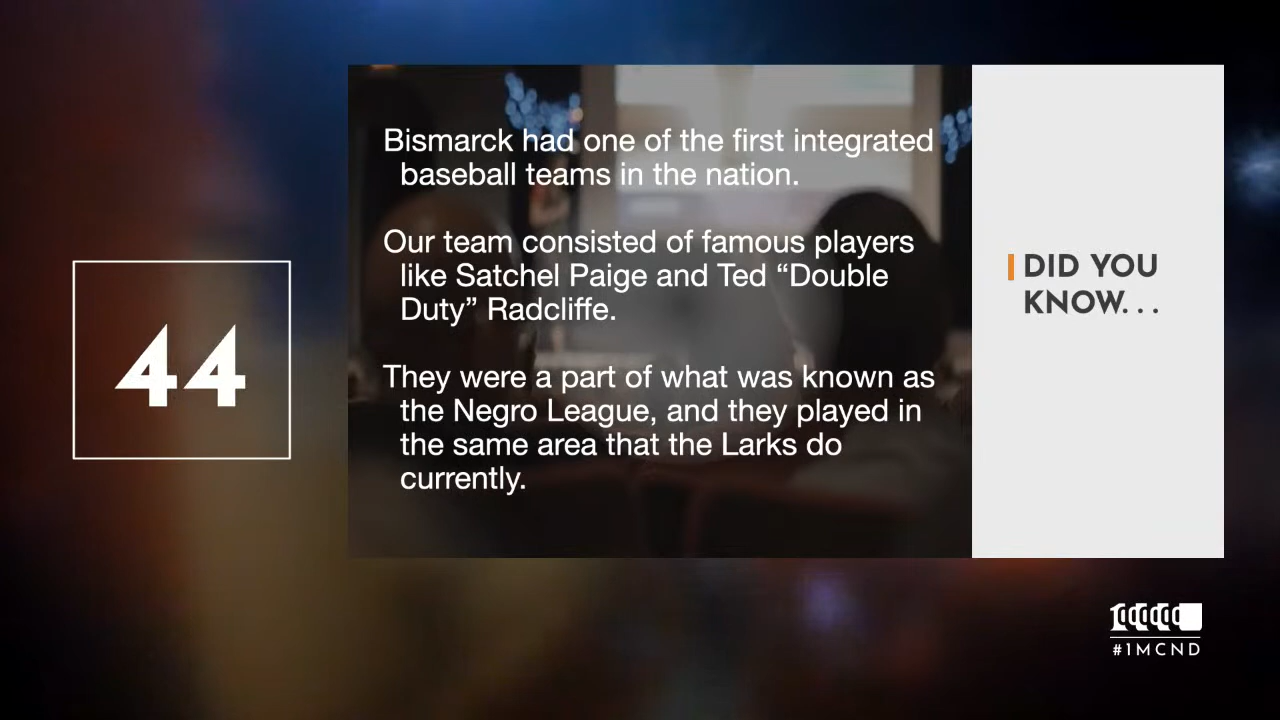 44
Bismarck had one of the first integrated
baseball teams in the nation.
Our team consisted of famous players
like Satchel Paige and Ted “Double
Duty” Radcliffe.
They were a part of what was known as
the Negro League, and they played in
the same area that the Larks do
currently.
DID YOU
KNOW...
#1MCND